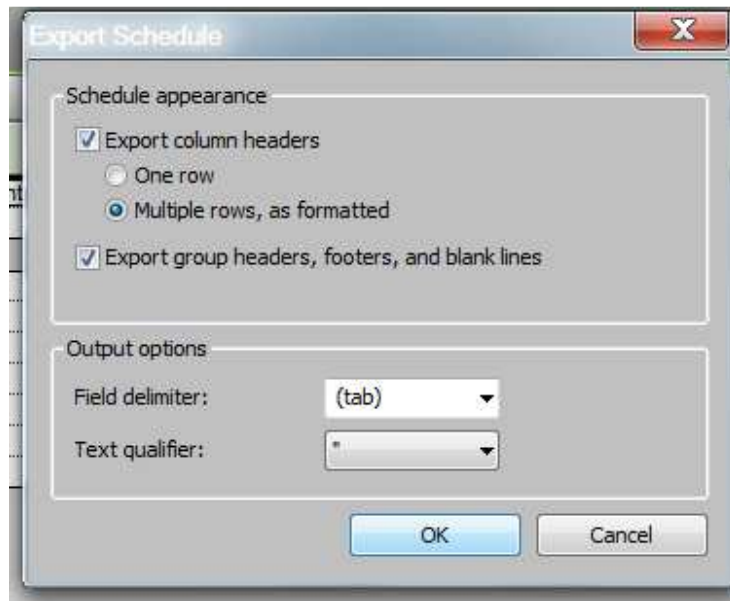 Export Schedule
Schedule appearance
Export column headers
One row
Multiple rows, as formatted
Export group headers, footers, and blank lines
Output options
Field delimiter:
(tab)
Text qualifier:
"
OK
Cancel